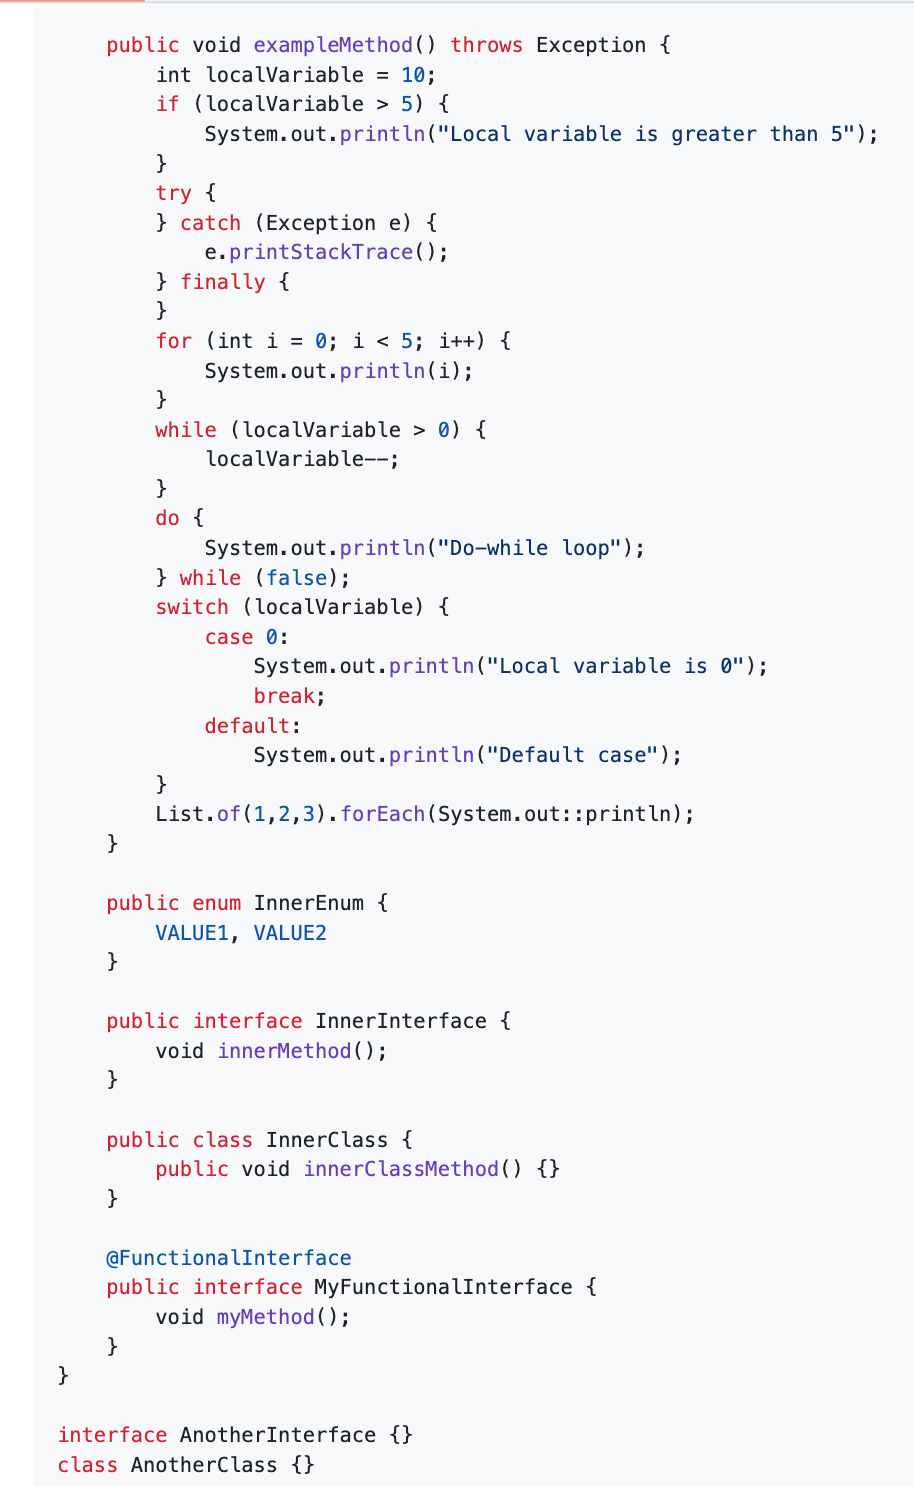 public void exampleMethod() throws Exception {
int localVariable = 10;
if (localVariable > 5) {
System.out.println("Local variable is greater than 5");
}
try {
} catch (Exception e) {
e.printStackTrace();
} finally {
}
for (int i = 0; i < 5; i++) {
System.out.println(i);
}
while (localVariable > 0) {
localVariable--;
}
do {
System.out.println("Do-while loop");
} while (false);
switch (localVariable) {
case 0:
System.out.println("Local variable is 0");
break;
default:
System.out.println("Default case");
}
List.of(1,2,3).forEach(System.out::println);
}
public enum InnerEnum {
VALUE1, VALUE2
}
public interface InnerInterface {
void innerMethod();
}
public class InnerClass {
public void innerClassMethod() {}
}
@FunctionalInterface
public interface MyFunctionalInterface {
void myMethod();
}
}
interface AnotherInterface {}
class AnotherClass {}